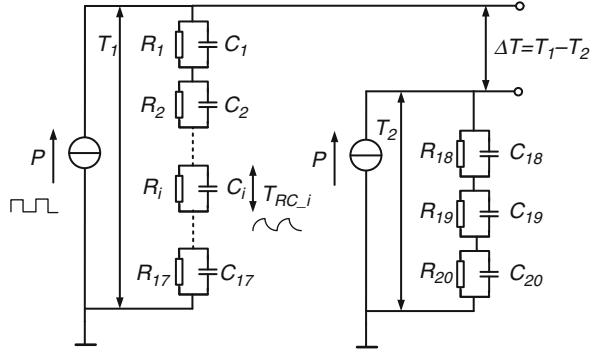 T1
R1 C1
ΔT=T1–T2
R2 C2
T2
P
P
R18 C18
Ri Ci TRC_i
R19 C19
R17 C17
R20 C20